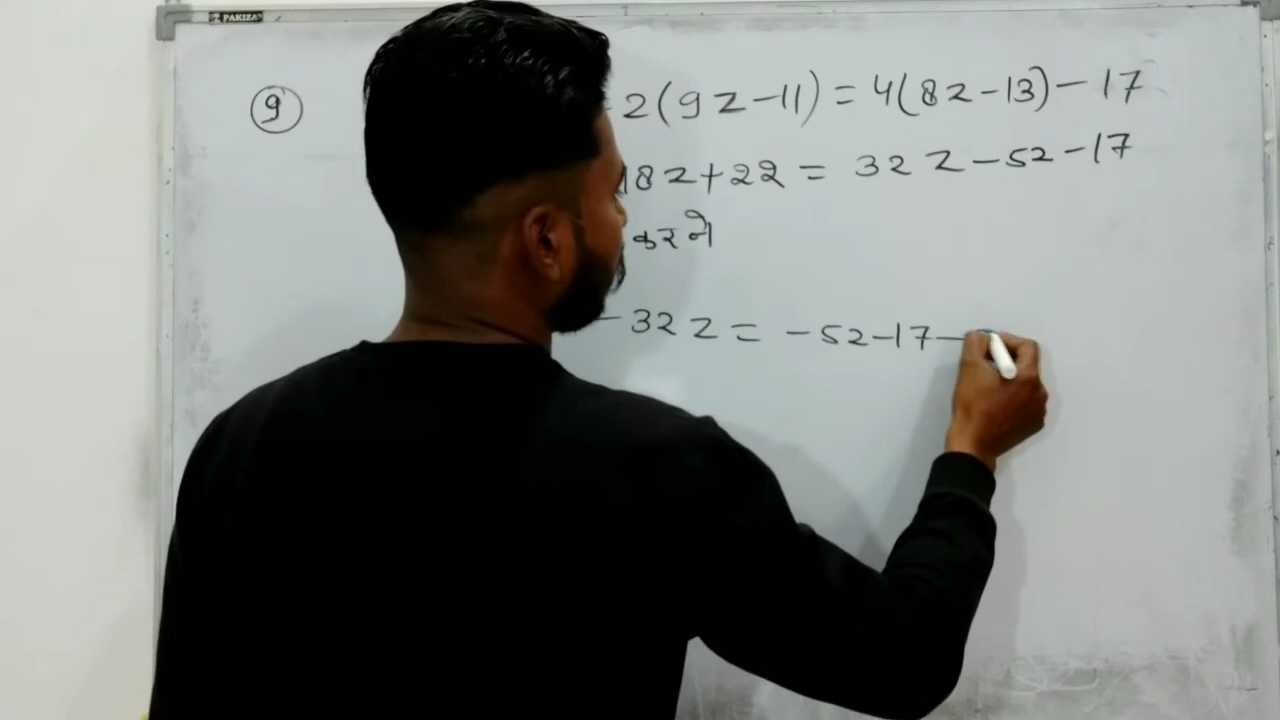 PAKIZA
9 - 2(9z-11) = 4(8z-13) - 17
18z+22 = 32z-52-17
करने
- 32z = -52-17-